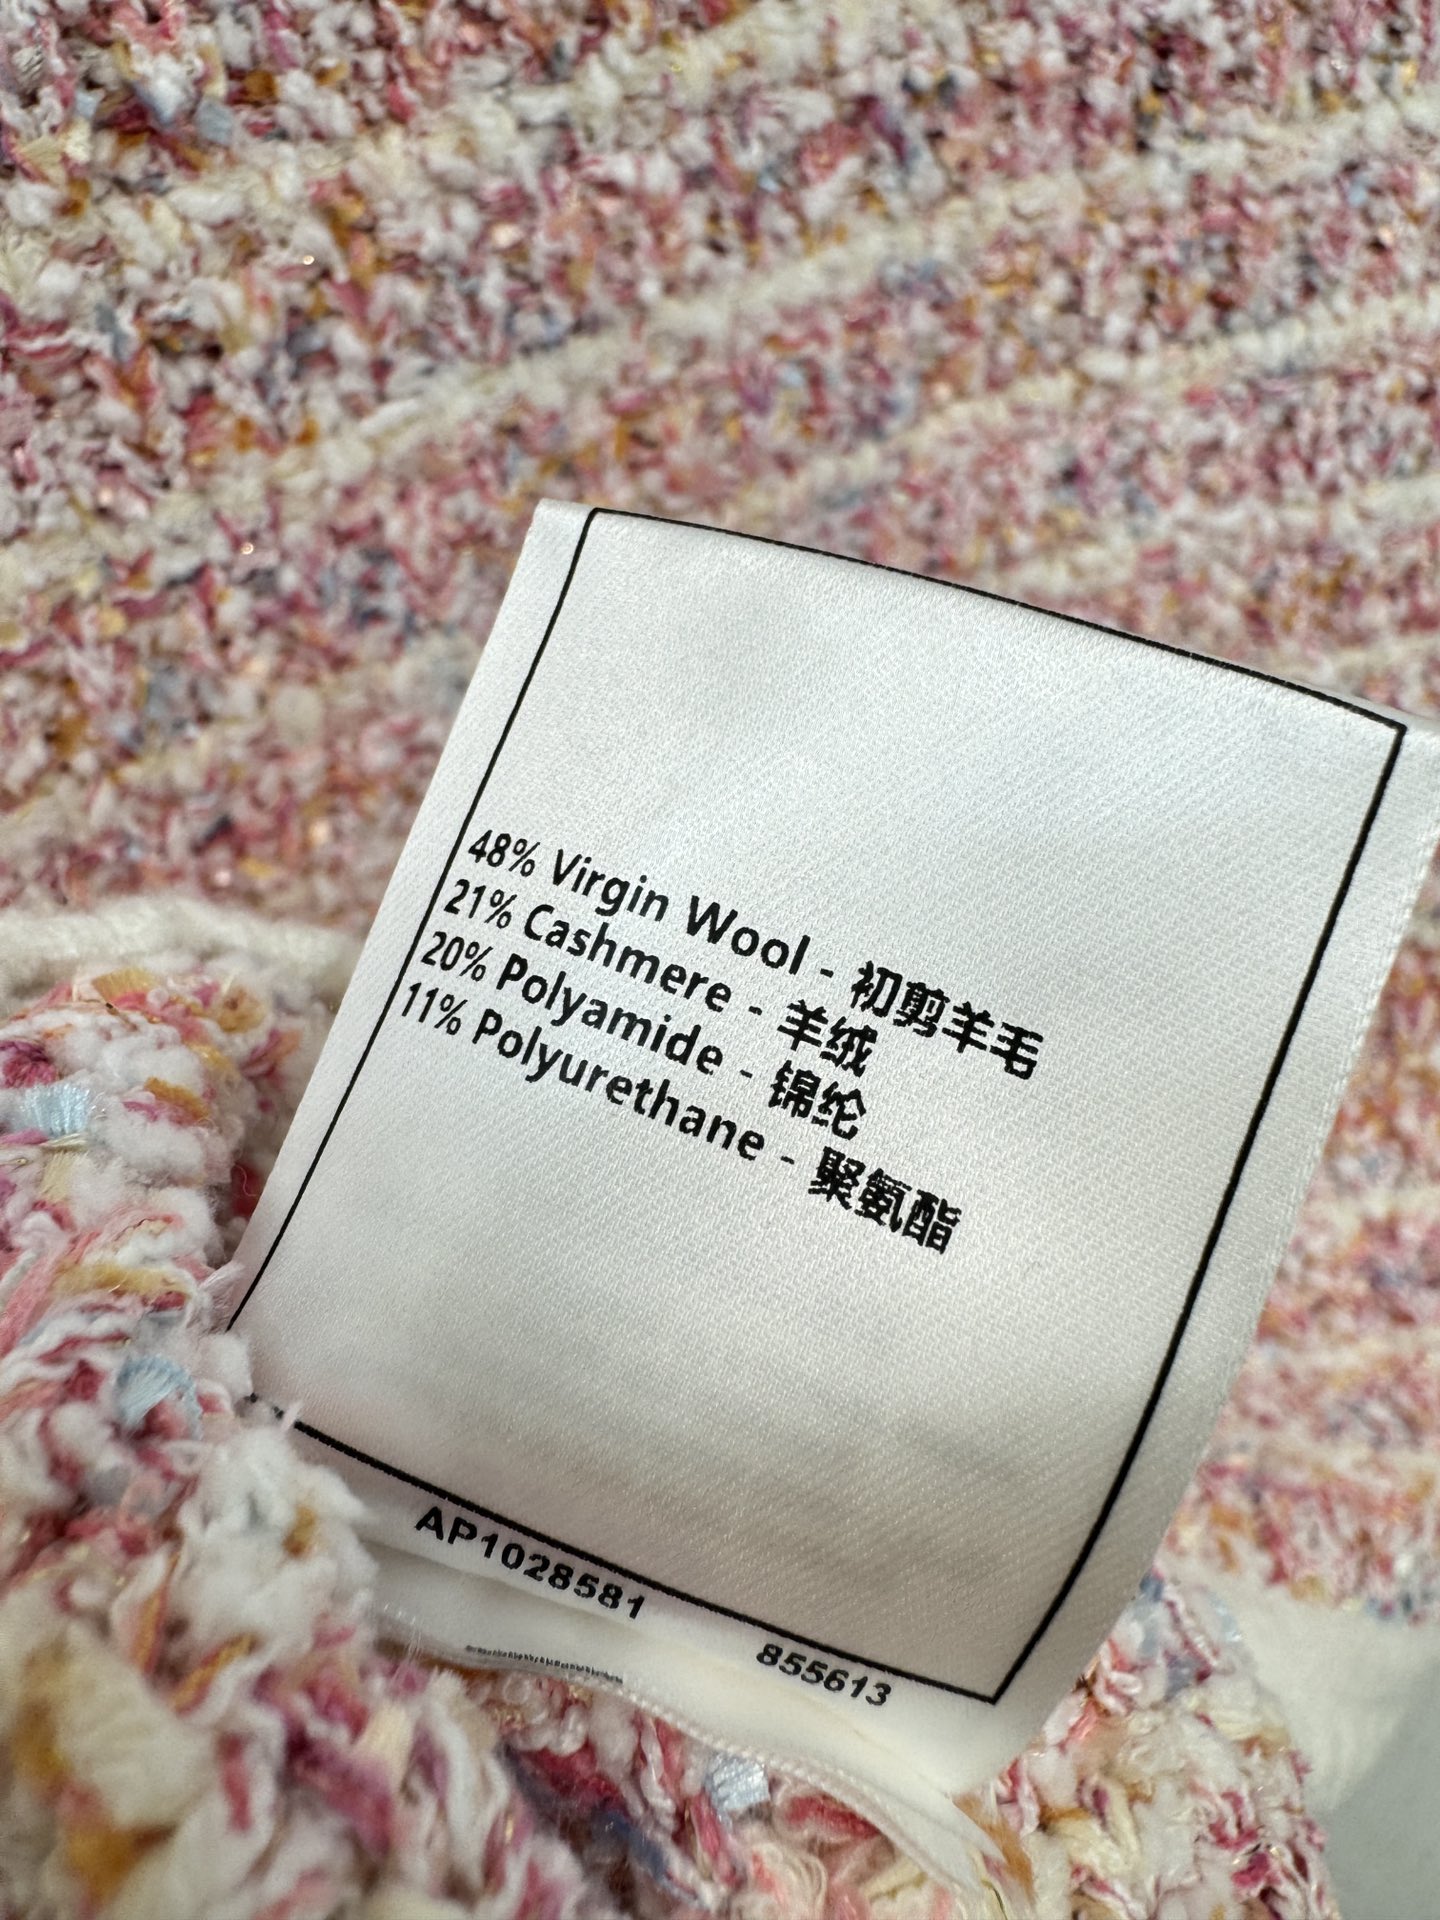 48% Virgin Wool - 初剪羊毛
21% Cashmere - 羊绒
20% Polyamide - 锦纶
11% Polyurethane - 聚氨酯
AP1028581
855613